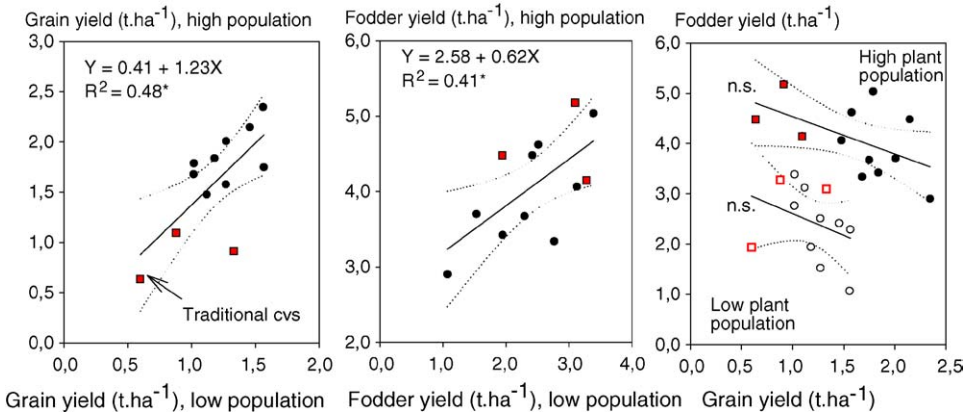 Grain yield (t.ha⁻¹), high population
3,0
2,5
2,0
1,5
1,0
0,5
0,0
Y = 0.41 + 1.23X
R² = 0.48*
Traditional cvs
0,0 0,5 1,0 1,5 2,0
Grain yield (t.ha⁻¹), low population
Fodder yield (t.ha⁻¹), high population
6,0
5,0
4,0
3,0
2,0
Y = 2.58 + 0.62X
R² = 0.41*
0,0 1,0 2,0 3,0 4,0
Fodder yield (t.ha⁻¹), low population
Fodder yield (t.ha⁻¹)
6,0
5,0
4,0
3,0
2,0
1,0
0,0
High plant
population
n.s.
n.s.
Low plant
population
0,0 0,5 1,0 1,5 2,0 2,5
Grain yield (t.ha⁻¹)